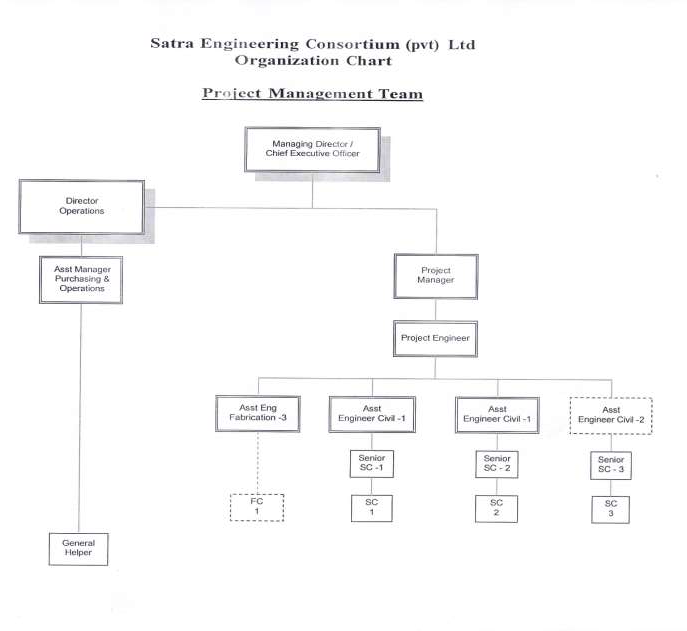 Satra Engineering Consortium (pvt) Ltd
Organization Chart
Project Management Team
Managing Director /
Chief Executive Officer
Director
Operations
Asst Manager
Purchasing &
Operations
Project
Manager
Project Engineer
Asst Eng
Fabrication -3
Asst
Engineer Civil -1
Asst
Engineer Civil -1
Asst
Engineer Civil -2
Senior
SC -1
Senior
SC - 2
Senior
SC - 3
FC
1
SC
1
SC
2
SC
3
General
Helper